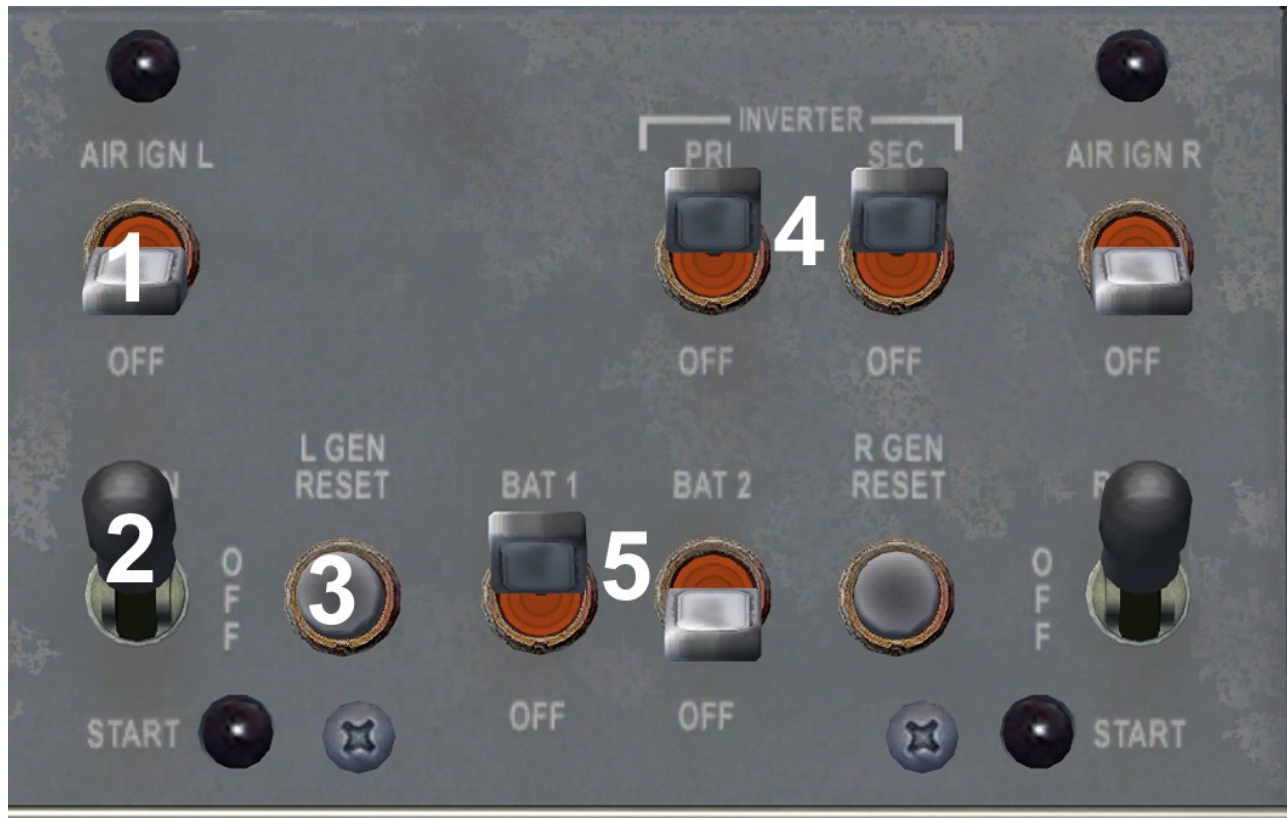 INVERTER
AIR IGN L
PRI
SEC
AIR IGN R
1
4
OFF
OFF
OFF
OFF
L GEN
RESET
BAT 1
BAT 2
R GEN
RESET
2
OFF
3
5
OFF
START
OFF
OFF
START